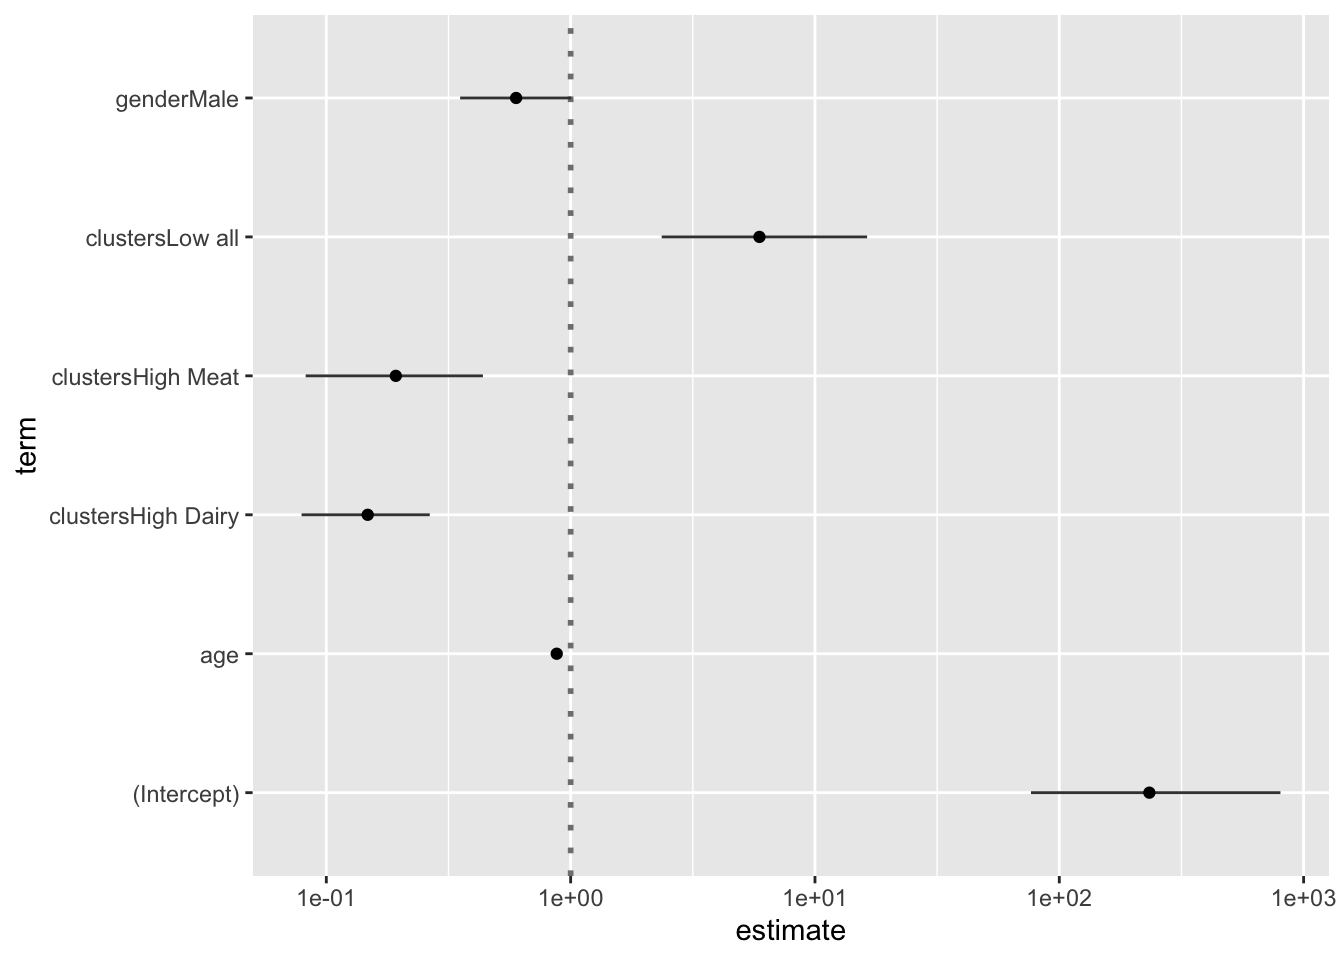 genderMale
clustersLow all
clustersHigh Meat
clustersHigh Dairy
age
(Intercept)
term
1e-01 1e+00 1e+01 1e+02 1e+03
estimate